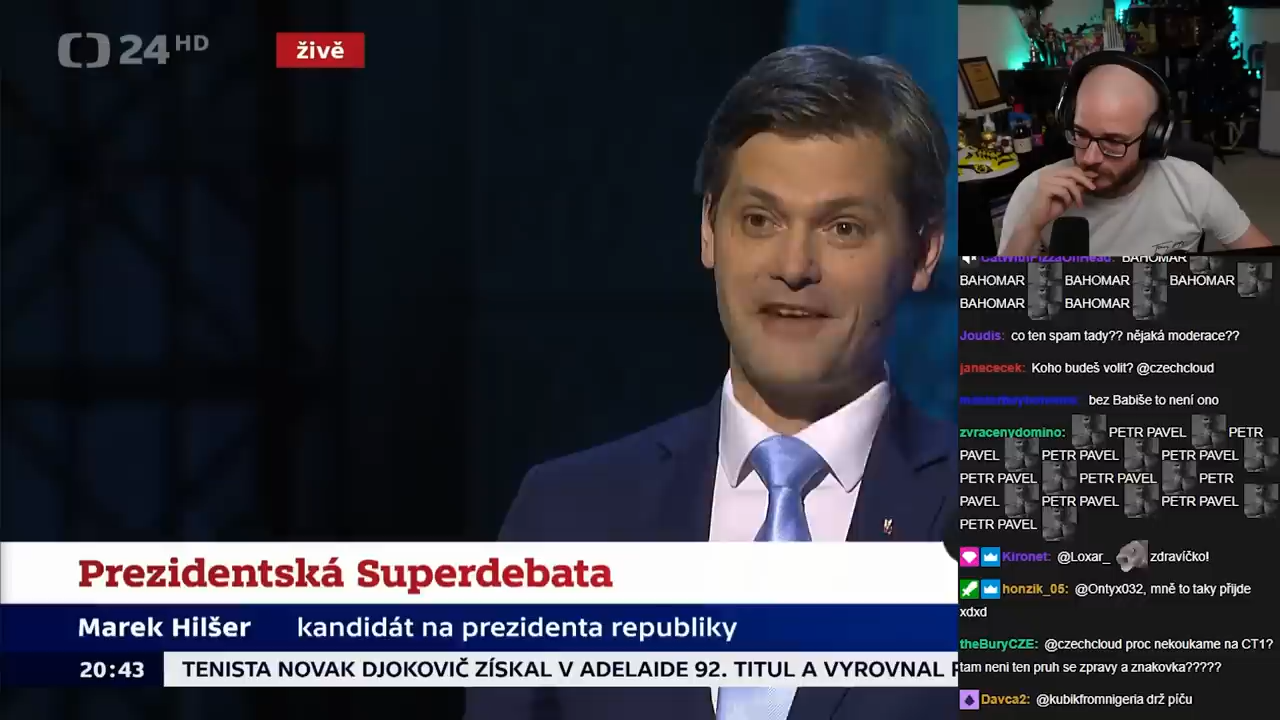 24 HD
živě
Prezidentská Superdebata
Marek Hilšer kandidát na prezidenta republiky
20:43 TENISTA NOVAK DJOKOVIČ ZÍSKAL V ADELAIDE 92. TITUL A VYROVNAL
CatWithPizzaOnHead: BAHOMAR
BAHOMAR BAHOMAR BAHOMAR
BAHOMAR BAHOMAR
Joudis: co ten spam tady?? nějaká moderace??
janececek: Koho budeš volit? @czechcloud
bez Babiše to není ono
zvracenydomino: PETR PAVEL PETR
PAVEL PETR PAVEL PETR PAVEL
PETR PAVEL PETR PAVEL PETR
PAVEL PETR PAVEL PETR PAVEL
PETR PAVEL
Kironet: @Loxar_ zdravíčko!
honzik_05: @Ontyx032, mně to taky přijde
xdxd
theBuryCZE: @czechcloud proc nekoukame na CT1?
tam neni ten pruh se zpravy a znakovka?????
Davca2: @kubikfromnigeria drž píču